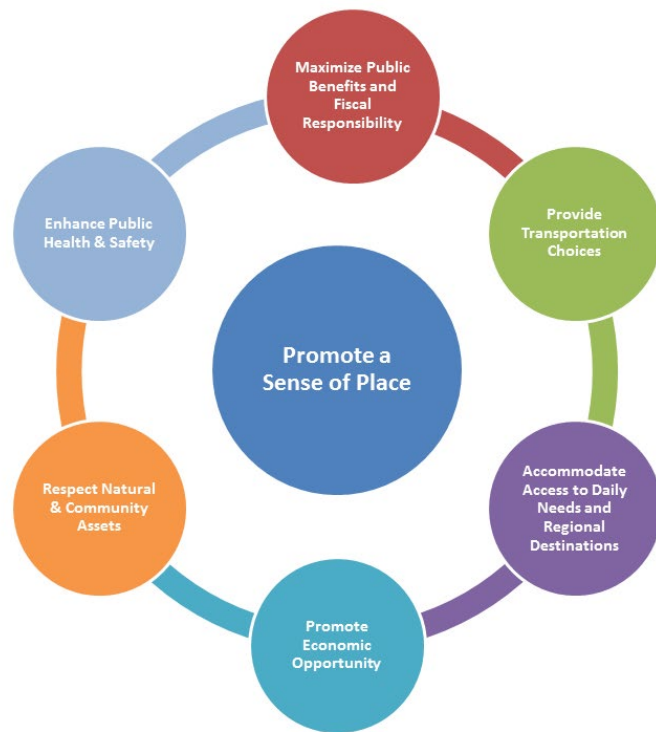 Maximize Public
Benefits and
Fiscal
Responsibility
Provide
Transportation
Choices
Accommodate
Access to Daily
Needs and
Regional
Destinations
Promote
Economic
Opportunity
Respect Natural
& Community
Assets
Enhance Public
Health & Safety
Promote a
Sense of Place